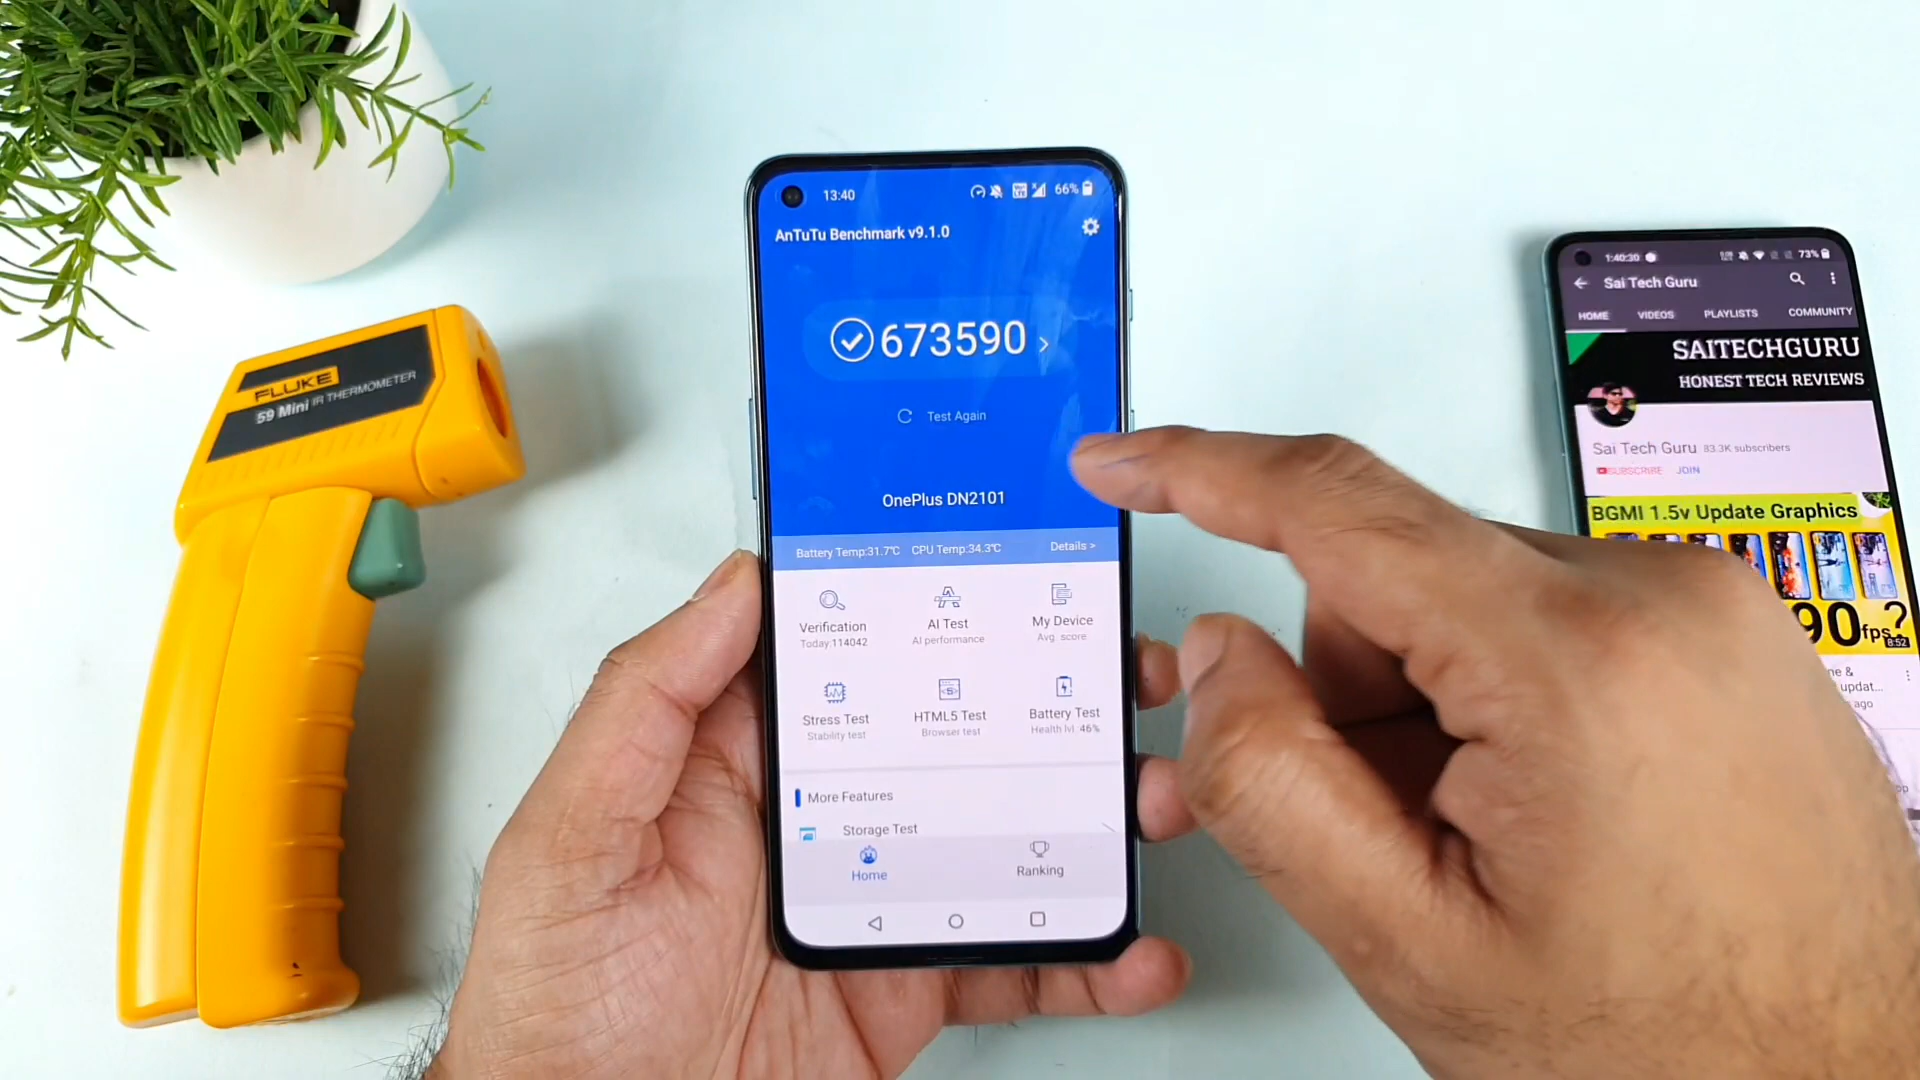 FLUKE
59 Mini IR THERMOMETER
13:40
66%
AnTuTu Benchmark v9.1.0
673590
Test Again
OnePlus DN2101
Battery Temp:31.7℃ CPU Temp:34.3℃ Details >
Verification
Today:114042
AI Test
AI performance
My Device
Avg. score
Stress Test
Stability test
HTML5 Test
Browser test
Battery Test
Health lvl. 46%
More Features
Storage Test
Home
Ranking
1:40:30
73%
Sai Tech Guru
HOME VIDEOS PLAYLISTS COMMUNITY
SAITECHGURU
HONEST TECH REVIEWS
Sai Tech Guru 83.3K subscribers
SUBSCRIBE JOIN
BGMI 1.5v Update Graphics
90fps?
8:52
ne &
updat...
ago